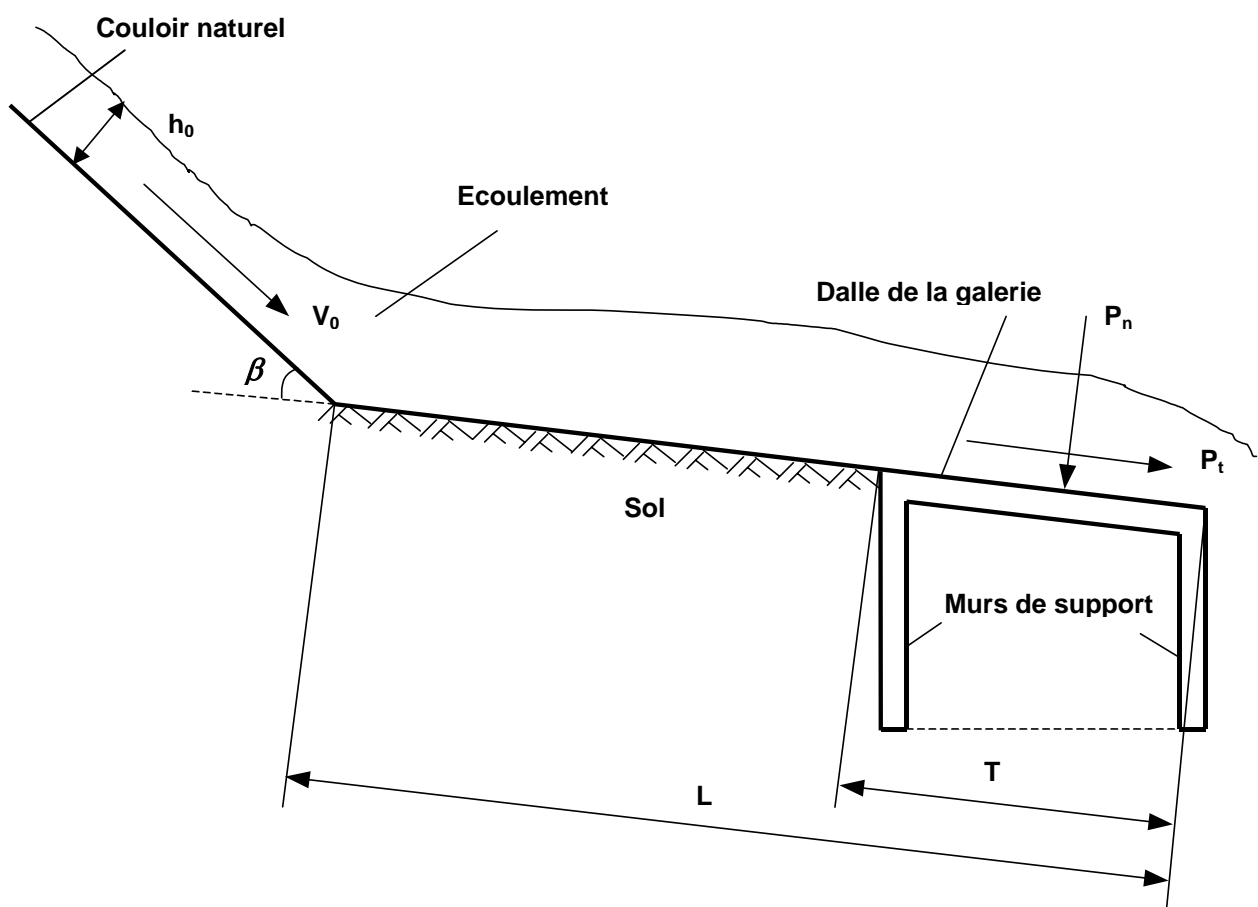 Couloir naturel
h₀
Ecoulement
Dalle de la galerie
V₀
Pₙ
β
Pₜ
Sol
Murs de support
T
L